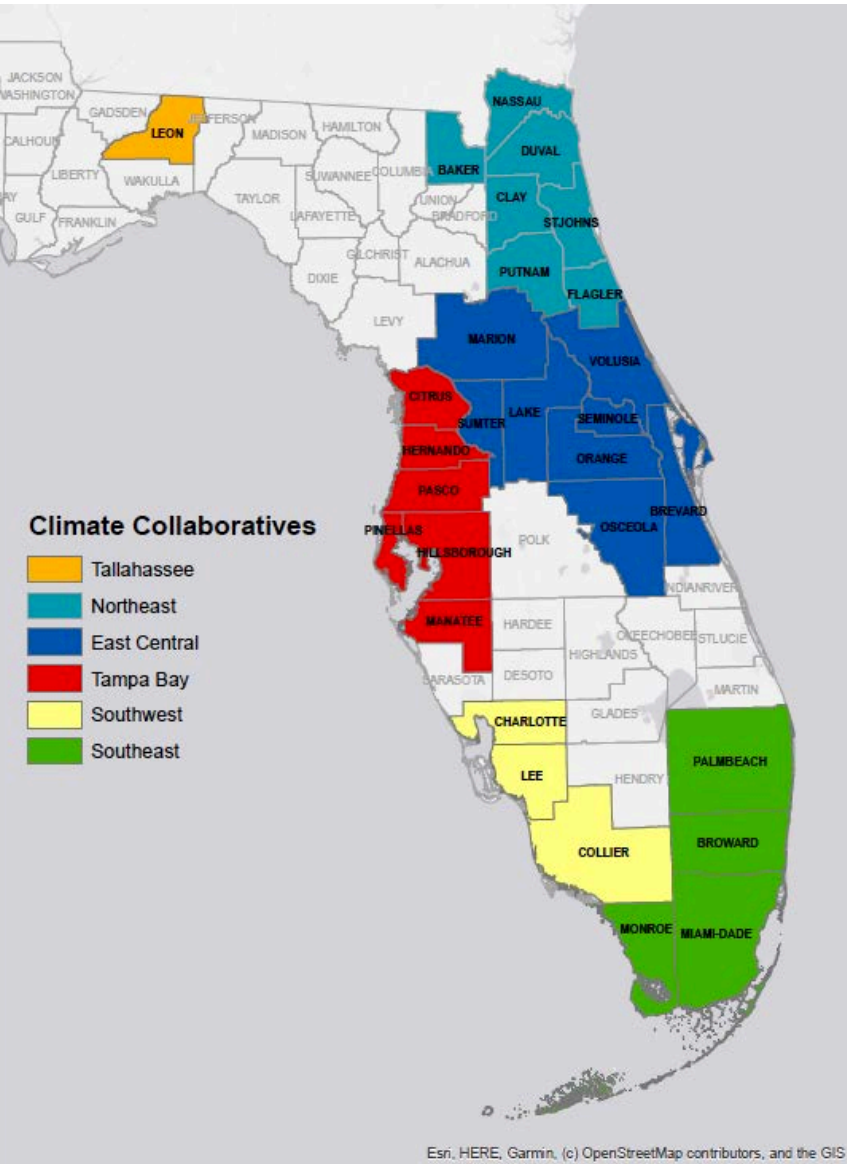 JACKSON
WASHINGTON
GADSDEN
JEFFERSON
LEON
MADISON
HAMILTON
CALHOUN
LIBERTY
WAKULLA
TAYLOR
SUWANNEE
COLUMBIA
BAKER
NASSAU
DUVAL
CLAY
STJOHNS
UNION
BRADFORD
AY
GULF
FRANKLIN
LAFAYETTE
GILCHRIST
ALACHUA
DIXIE
PUTNAM
FLAGLER
LEVY
MARION
VOLUSIA
CITRUS
SUMTER
LAKE
SEMINOLE
HERNANDO
ORANGE
PASCO
BREVARD
OSCEOLA
PINELLAS
HILLSBOROUGH
POLK
INDIANRIVER
MANATEE
HARDEE
OKEECHOBEE
STLUCIE
HIGHLANDS
SARASOTA
DESOTO
MARTIN
CHARLOTTE
GLADES
LEE
HENDRY
PALMBEACH
COLLIER
BROWARD
MONROE
MIAMI-DADE
Climate Collaboratives
Tallahassee
Northeast
East Central
Tampa Bay
Southwest
Southeast
Esri, HERE, Garmin, (c) OpenStreetMap contributors, and the GIS